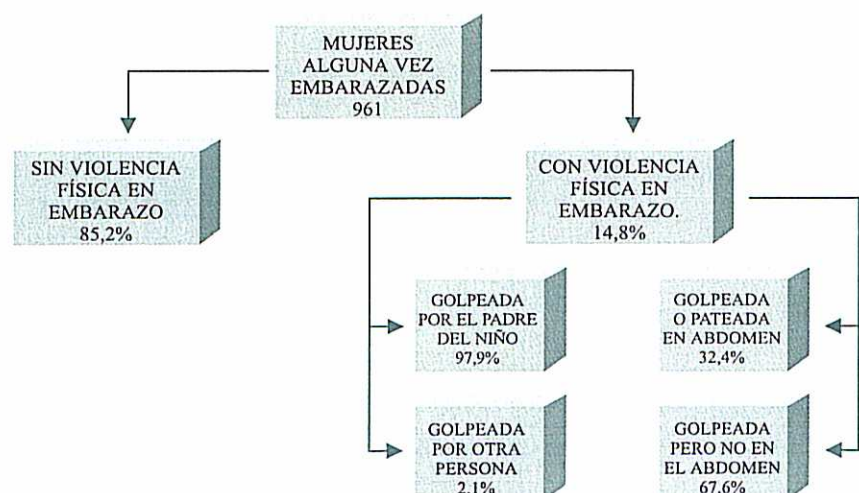 MUJERES
ALGUNA VEZ
EMBARAZADAS
961
SIN VIOLENCIA
FÍSICA EN
EMBARAZO
85,2%
CON VIOLENCIA
FÍSICA EN
EMBARAZO.
14,8%
GOLPEADA
POR EL PADRE
DEL NIÑO
97,9%
GOLPEADA
O PATEADA
EN ABDOMEN
32,4%
GOLPEADA
POR OTRA
PERSONA
2,1%
GOLPEADA
PERO NO EN
EL ABDOMEN
67,6%